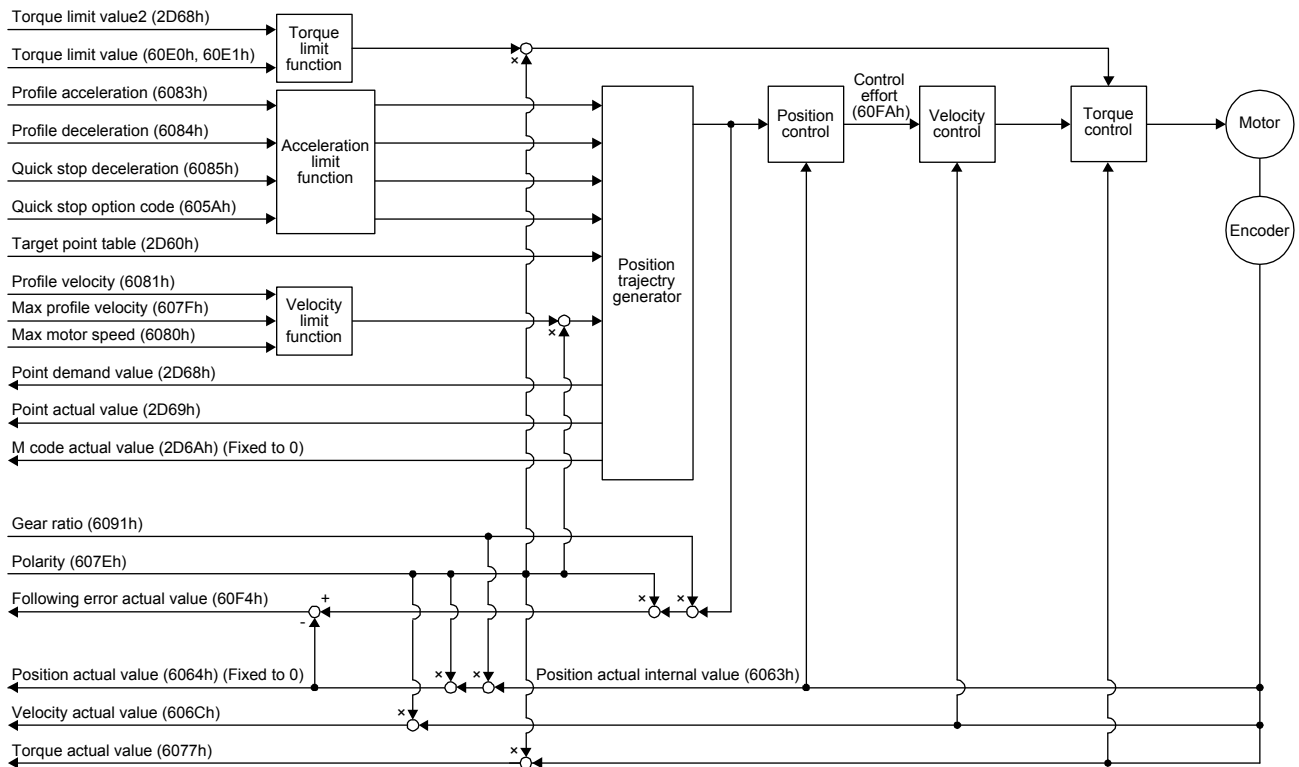 Torque limit value2 (2D68h)
Torque limit value (60E0h, 60E1h)
Torque
limit
function
×
Profile acceleration (6083h)
Profile deceleration (6084h)
Quick stop deceleration (6085h)
Quick stop option code (605Ah)
Acceleration
limit
function
Target point table (2D60h)
Profile velocity (6081h)
Max profile velocity (607Fh)
Max motor speed (6080h)
Velocity
limit
function
×
Position
trajectry
generator
Position
control
Control
effort
(60FAh)
Velocity
control
Torque
control
Motor
Encoder
Point demand value (2D68h)
Point actual value (2D69h)
M code actual value (2D6Ah) (Fixed to 0)
Gear ratio (6091h)
Polarity (607Eh)
Following error actual value (60F4h)
+
-
×
×
Position actual value (6064h) (Fixed to 0)
×
×
Position actual internal value (6063h)
Velocity actual value (606Ch)
×
Torque actual value (6077h)
×